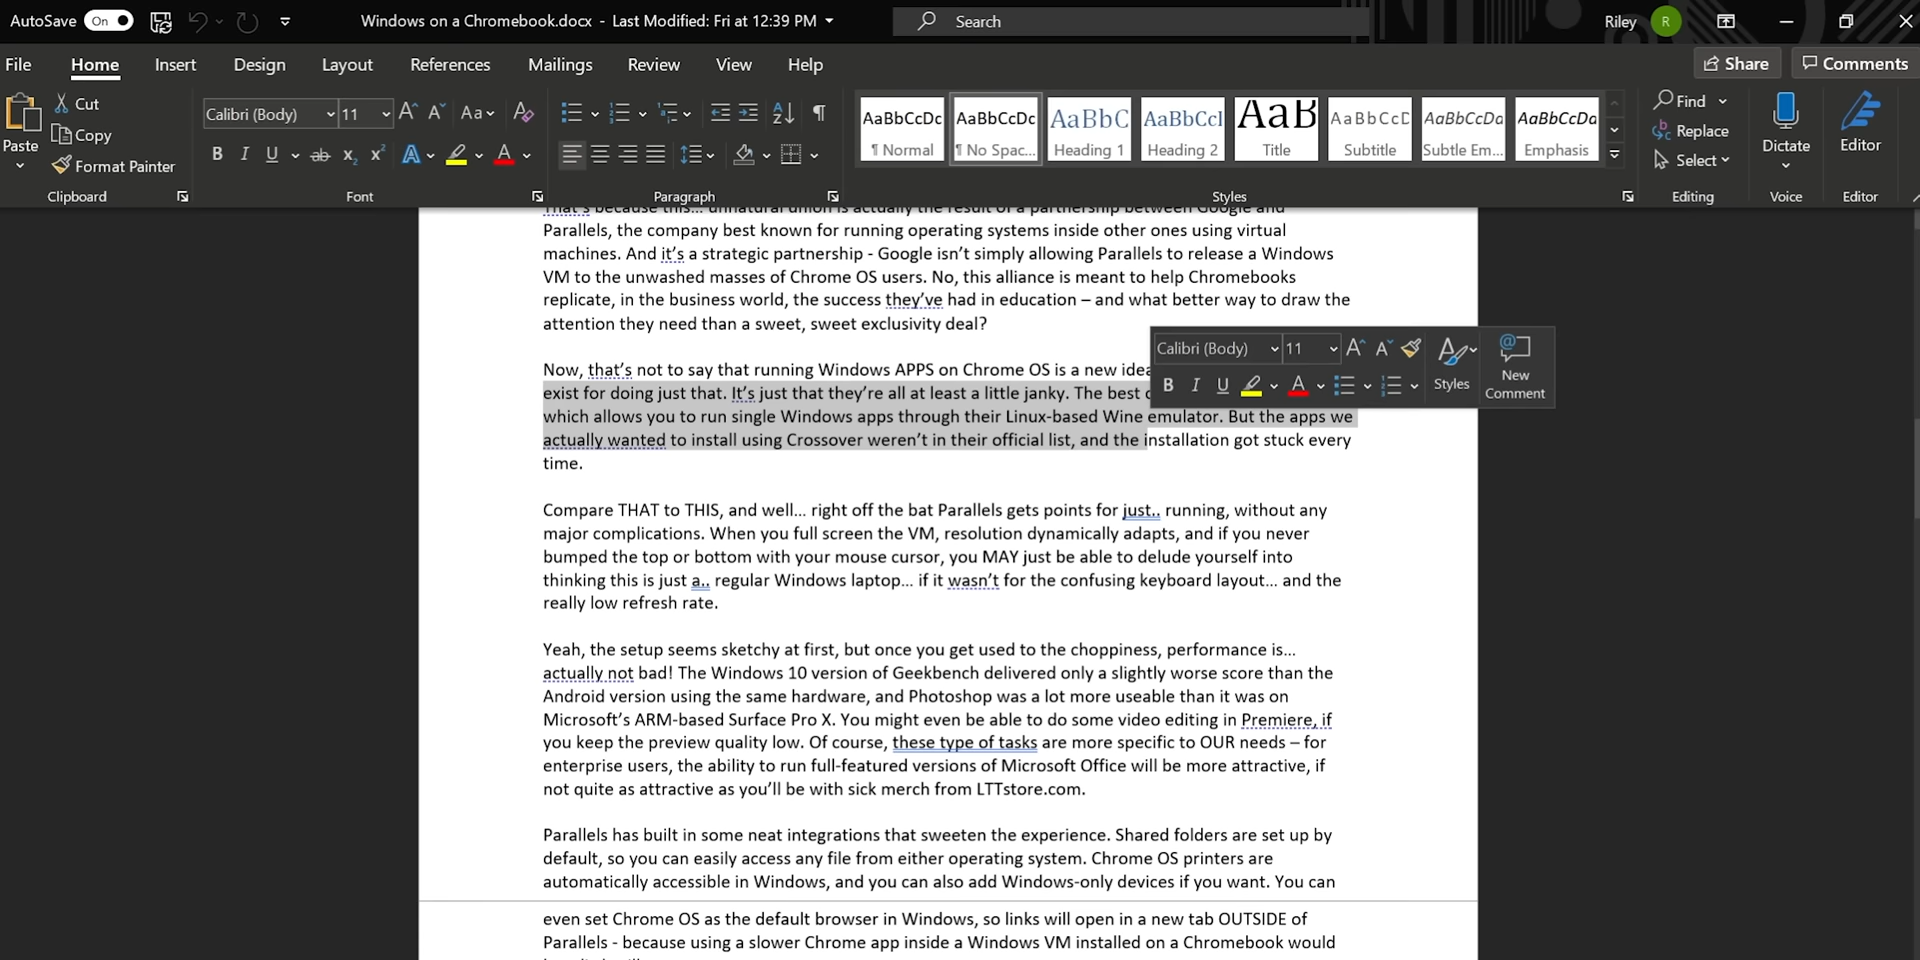 AutoSave On Windows on a Chromebook.docx - Last Modified: Fri at 12:39 PM Search Riley R
File Home Insert Design Layout References Mailings Review View Help Share Comments
Paste Cut Copy Format Painter Clipboard
Calibri (Body) 11 Aa Font
B I U ab x₂ x² A A
Paragraph
AaBbCcDc AaBbCcDc AaBbC AaBbCcI AaB AaBbCcD AaBbCcDa AaBbCcDa
¶ Normal ¶ No Spac... Heading 1 Heading 2 Title Subtitle Subtle Em... Emphasis
Styles
Find Replace Select Editing
Dictate Voice
Editor Editor
That's because this... unnatural union is actually the result of a partnership between Google and
Parallels, the company best known for running operating systems inside other ones using virtual
machines. And it's a strategic partnership - Google isn't simply allowing Parallels to release a Windows
VM to the unwashed masses of Chrome OS users. No, this alliance is meant to help Chromebooks
replicate, in the business world, the success they've had in education – and what better way to draw the
attention they need than a sweet, sweet exclusivity deal?
Calibri (Body) 11
B I U A Styles New Comment
Now, that's not to say that running Windows APPS on Chrome OS is a new idea
exist for doing just that. It's just that they're all at least a little janky. The best
which allows you to run single Windows apps through their Linux-based Wine emulator. But the apps we
actually wanted to install using Crossover weren't in their official list, and the installation got stuck every
time.
Compare THAT to THIS, and well... right off the bat Parallels gets points for just.. running, without any
major complications. When you full screen the VM, resolution dynamically adapts, and if you never
bumped the top or bottom with your mouse cursor, you MAY just be able to delude yourself into
thinking this is just a.. regular Windows laptop... if it wasn't for the confusing keyboard layout... and the
really low refresh rate.
Yeah, the setup seems sketchy at first, but once you get used to the choppiness, performance is...
actually not bad! The Windows 10 version of Geekbench delivered only a slightly worse score than the
Android version using the same hardware, and Photoshop was a lot more useable than it was on
Microsoft's ARM-based Surface Pro X. You might even be able to do some video editing in Premiere, if
you keep the preview quality low. Of course, these type of tasks are more specific to OUR needs – for
enterprise users, the ability to run full-featured versions of Microsoft Office will be more attractive, if
not quite as attractive as you'll be with sick merch from LTTstore.com.
Parallels has built in some neat integrations that sweeten the experience. Shared folders are set up by
default, so you can easily access any file from either operating system. Chrome OS printers are
automatically accessible in Windows, and you can also add Windows-only devices if you want. You can
even set Chrome OS as the default browser in Windows, so links will open in a new tab OUTSIDE of
Parallels - because using a slower Chrome app inside a Windows VM installed on a Chromebook would